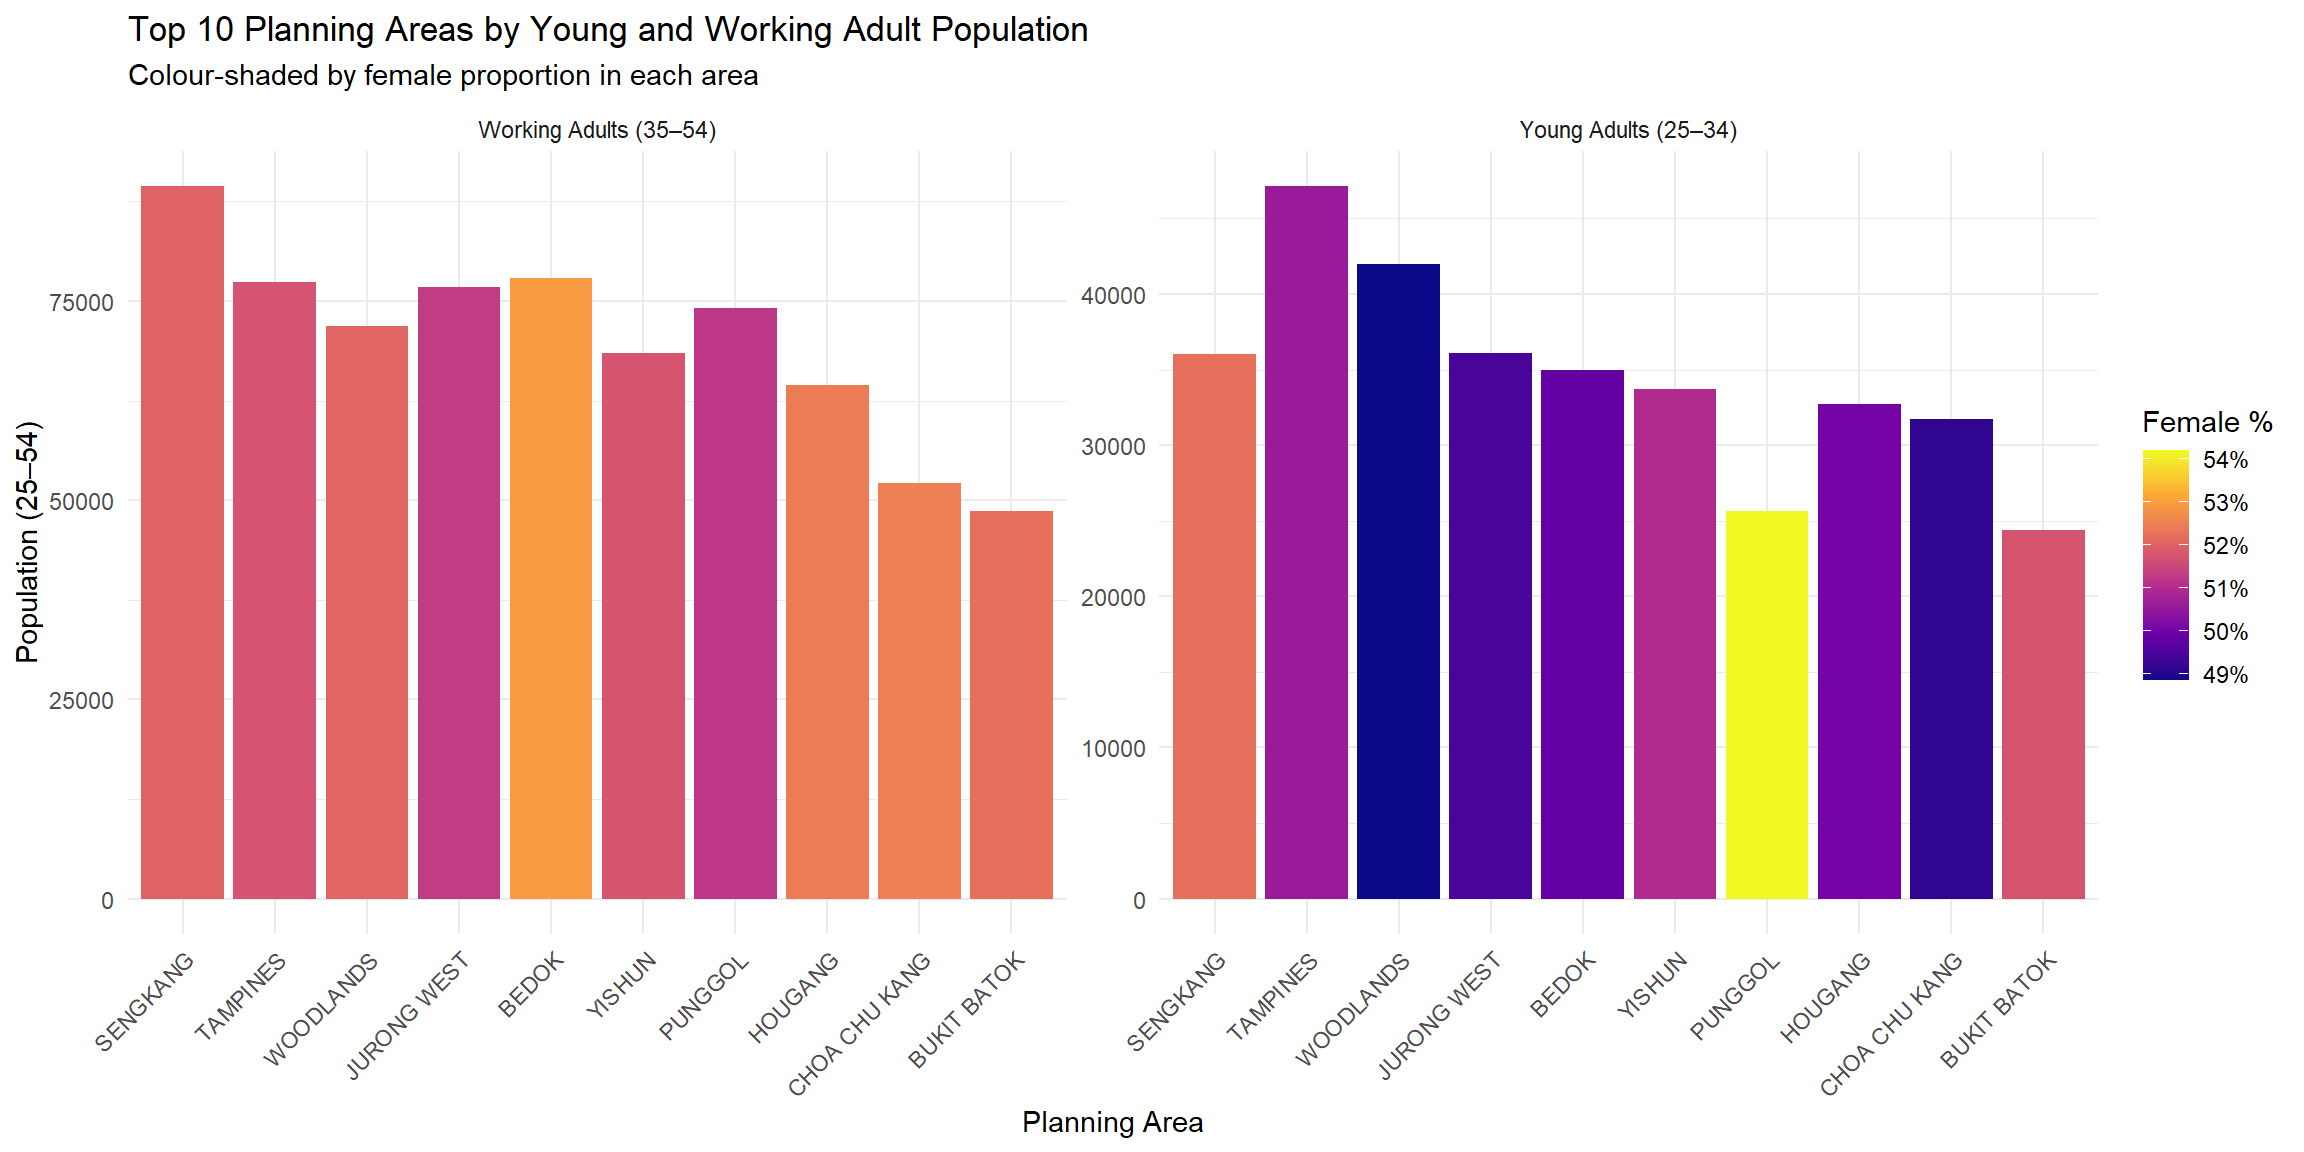 Top 10 Planning Areas by Young and Working Adult Population
Colour-shaded by female proportion in each area
Working Adults (35–54)
Young Adults (25–34)
Population (25–54)
75000
50000
25000
0
40000
30000
20000
10000
0
SENGKANG
TAMPINES
WOODLANDS
JURONG WEST
BEDOK
YISHUN
PUNGGOL
HOUGANG
CHOA CHU KANG
BUKIT BATOK
SENGKANG
TAMPINES
WOODLANDS
JURONG WEST
BEDOK
YISHUN
PUNGGOL
HOUGANG
CHOA CHU KANG
BUKIT BATOK
Planning Area
Female %
54%
53%
52%
51%
50%
49%